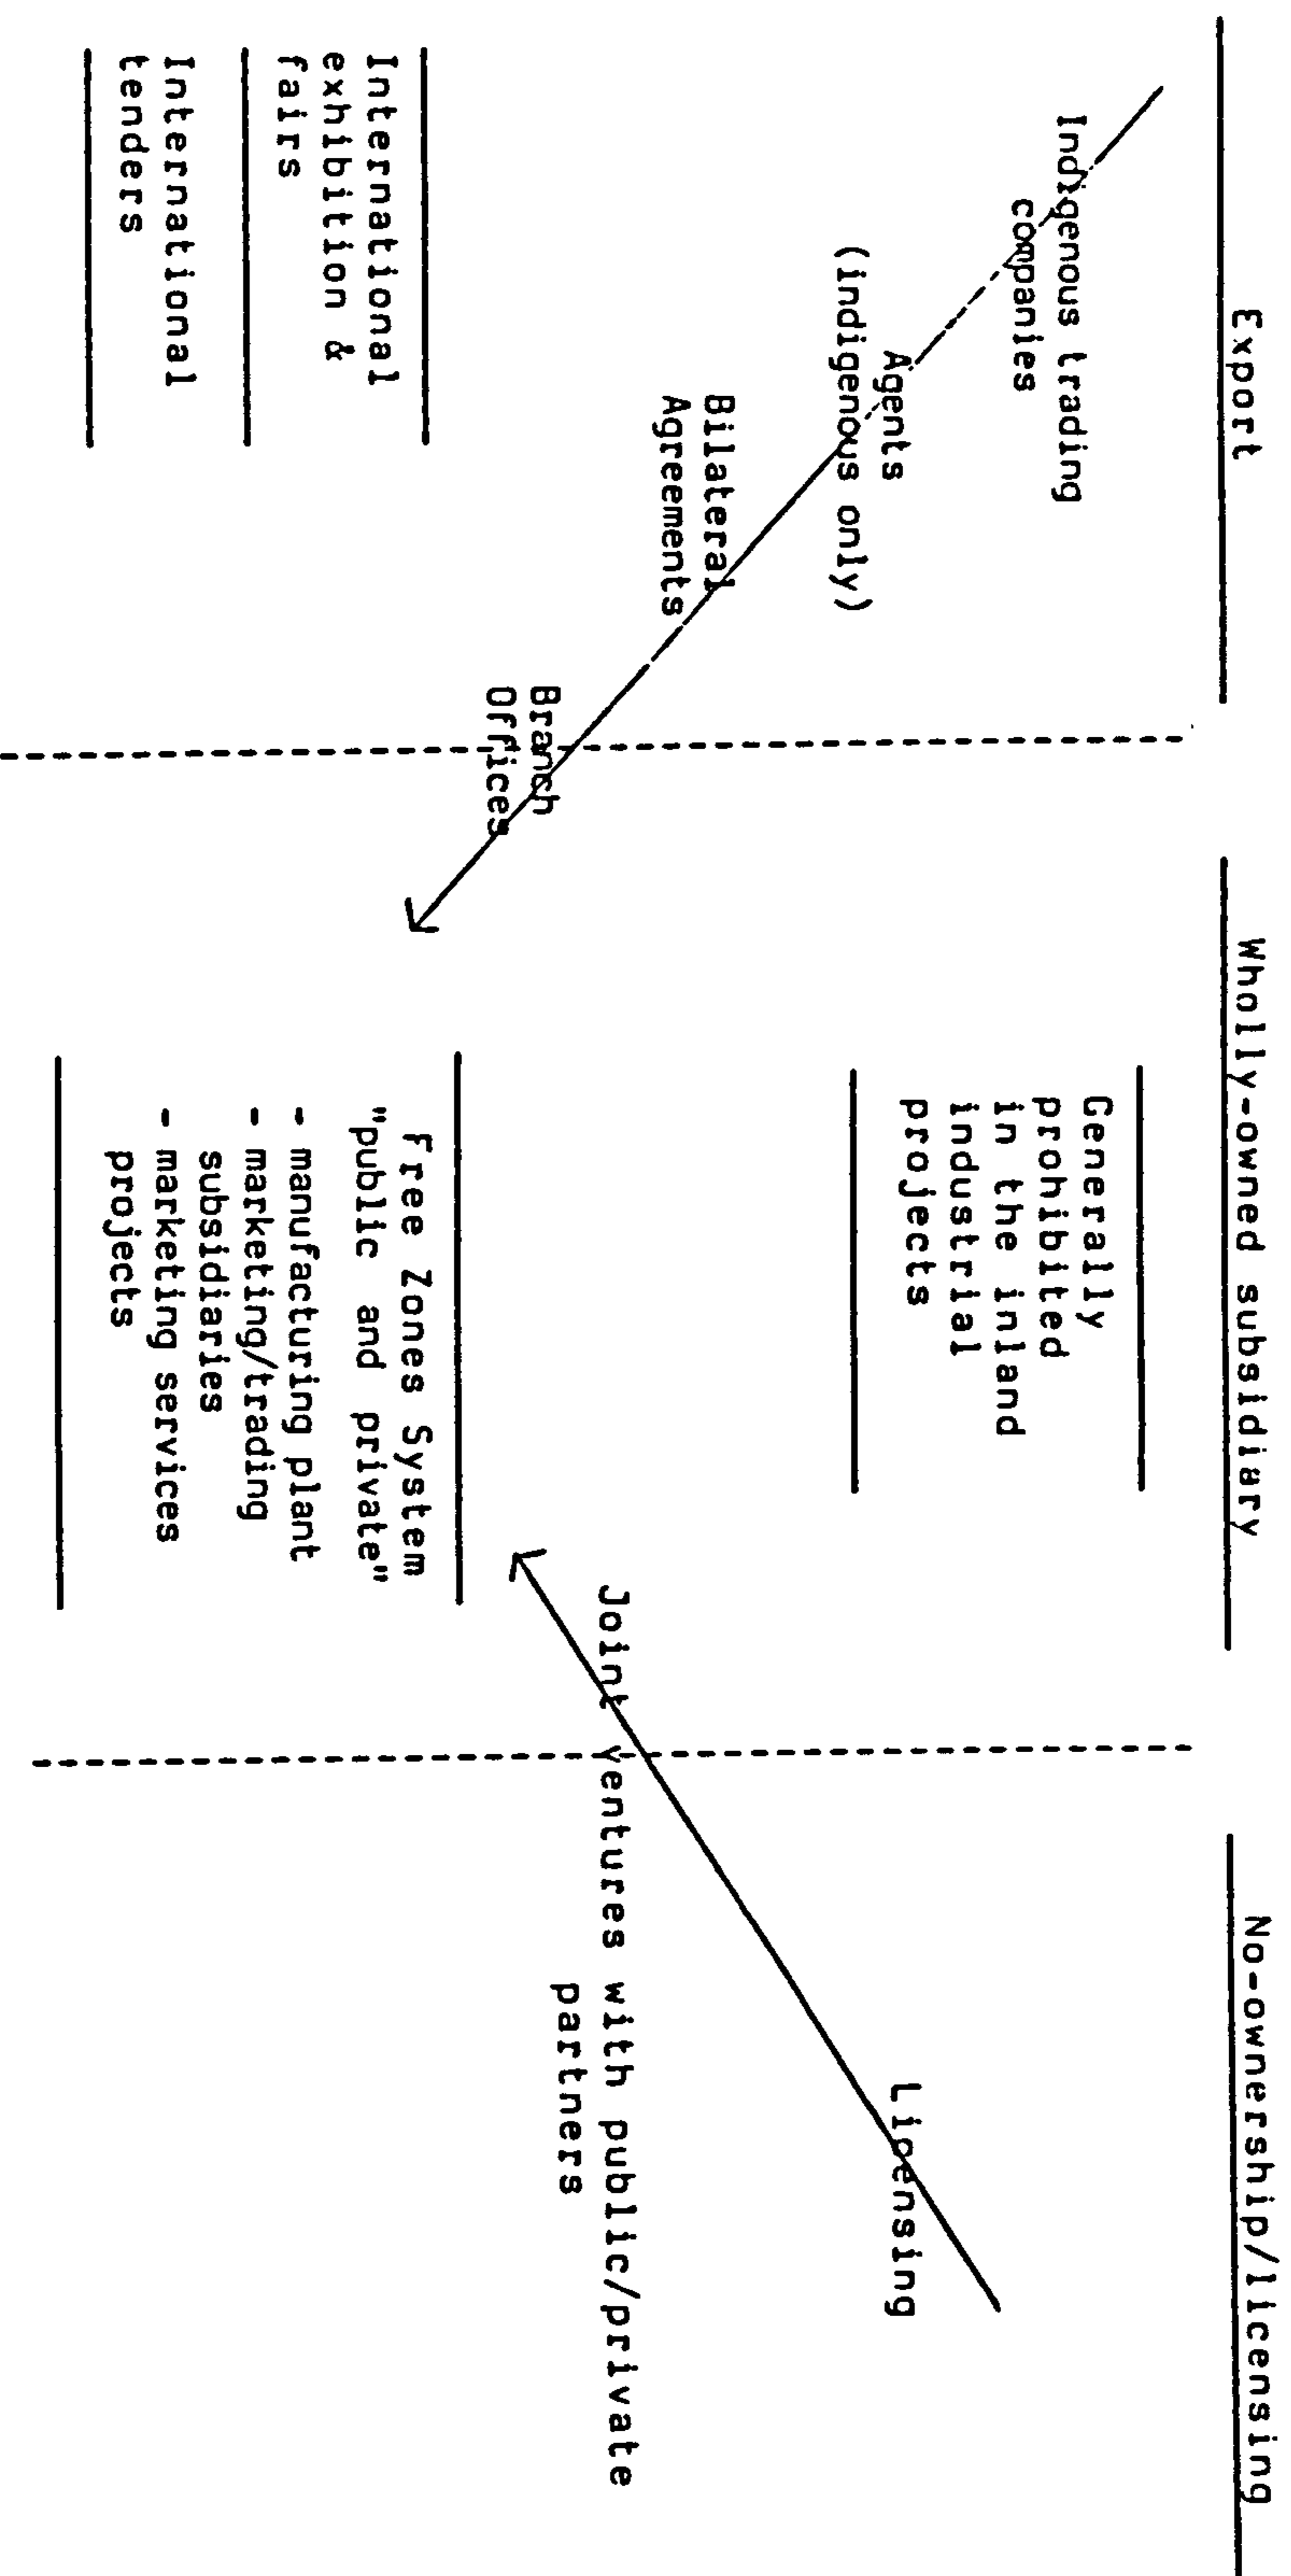 Export
Wholly-owned subsidiary
No-ownership/licensing
Indigenous trading
companies
Agents
(indigenous only)
Bilateral
Agreements
Branch
Offices
International
exhibition &
fairs
International
tenders
Generally
prohibited
in the inland
industrial
projects
Free Zones System
"public and private"
- manufacturing plant
- marketing/trading
subsidiaries
- marketing services
projects
Licensing
Joint ventures with public/private
partners